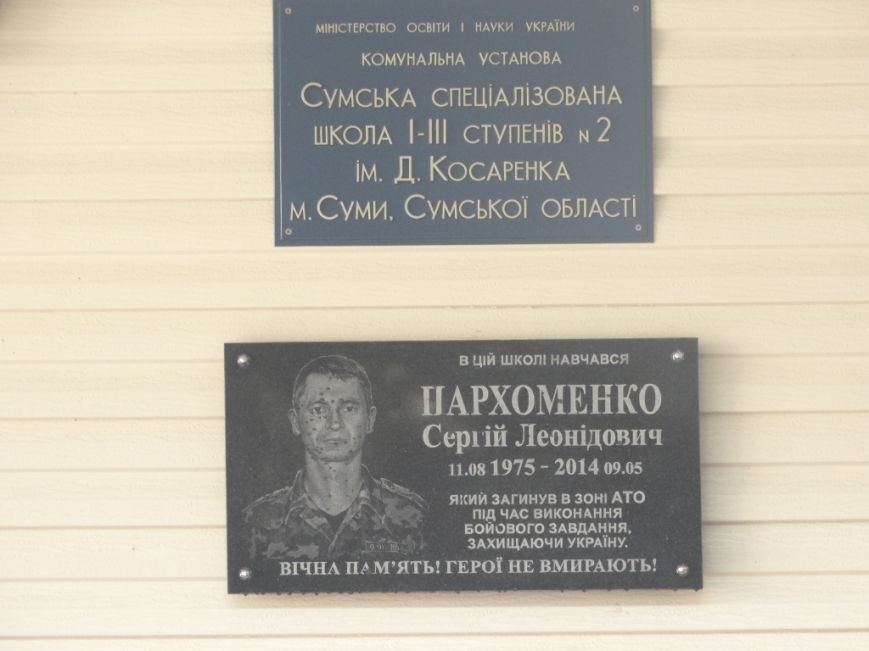 МІНІСТЕРСТВО ОСВІТИ І НАУКИ УКРАЇНИ
КОМУНАЛЬНА УСТАНОВА
СУМСЬКА СПЕЦІАЛІЗОВАНА
ШКОЛА І-ІІІ СТУПЕНІВ N 2
ІМ. Д. КОСАРЕНКА
М. СУМИ, СУМСЬКОЇ ОБЛАСТІ
В ЦІЙ ШКОЛІ НАВЧАВСЯ
ПАРХОМЕНКО
Сергій Леонідович
11.08 1975 - 2014 09.05
ЯКИЙ ЗАГИНУВ В ЗОНІ АТО
ПІД ЧАС ВИКОНАННЯ
БОЙОВОГО ЗАВДАННЯ,
ЗАХИЩАЮЧИ УКРАЇНУ.
ВІЧНА ПАМ'ЯТЬ! ГЕРОЇ НЕ ВМИРАЮТЬ!